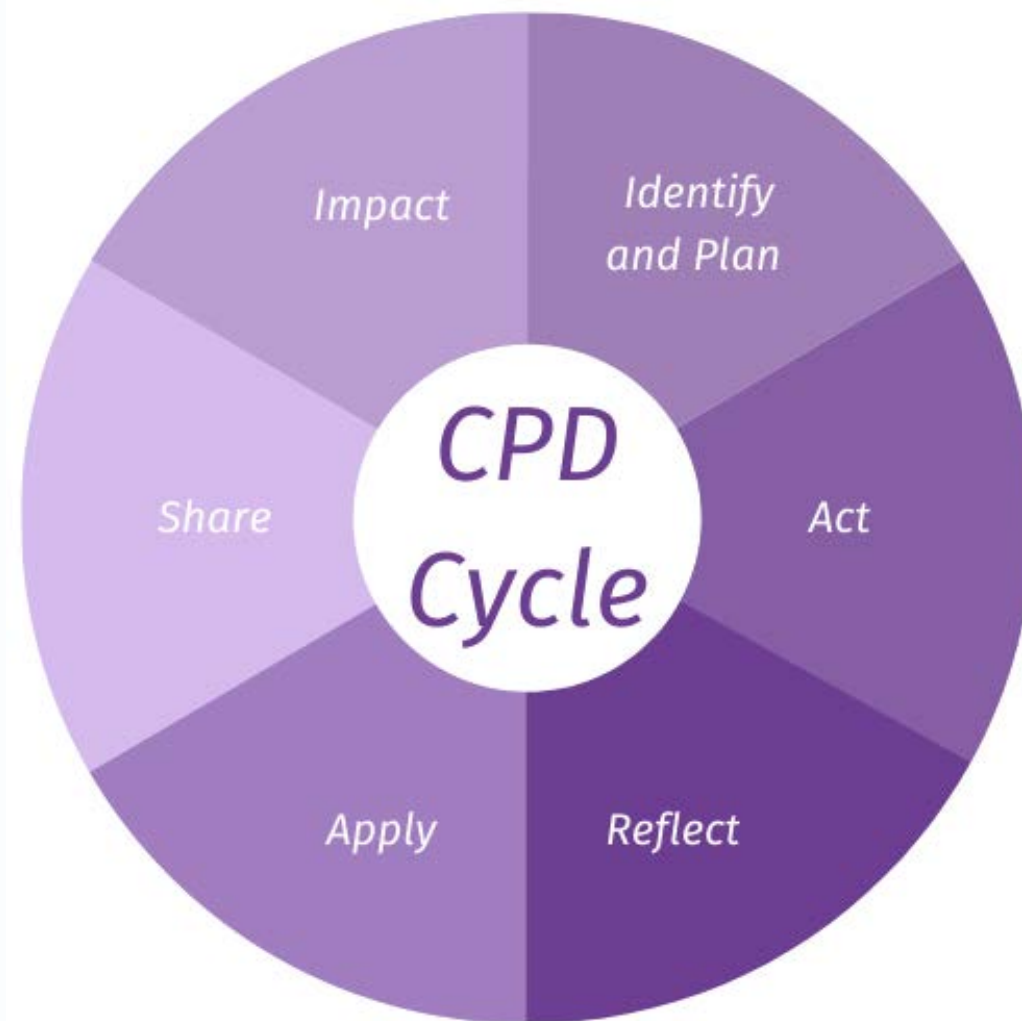 CPD
Cycle
Identify
and Plan
Act
Reflect
Apply
Share
Impact